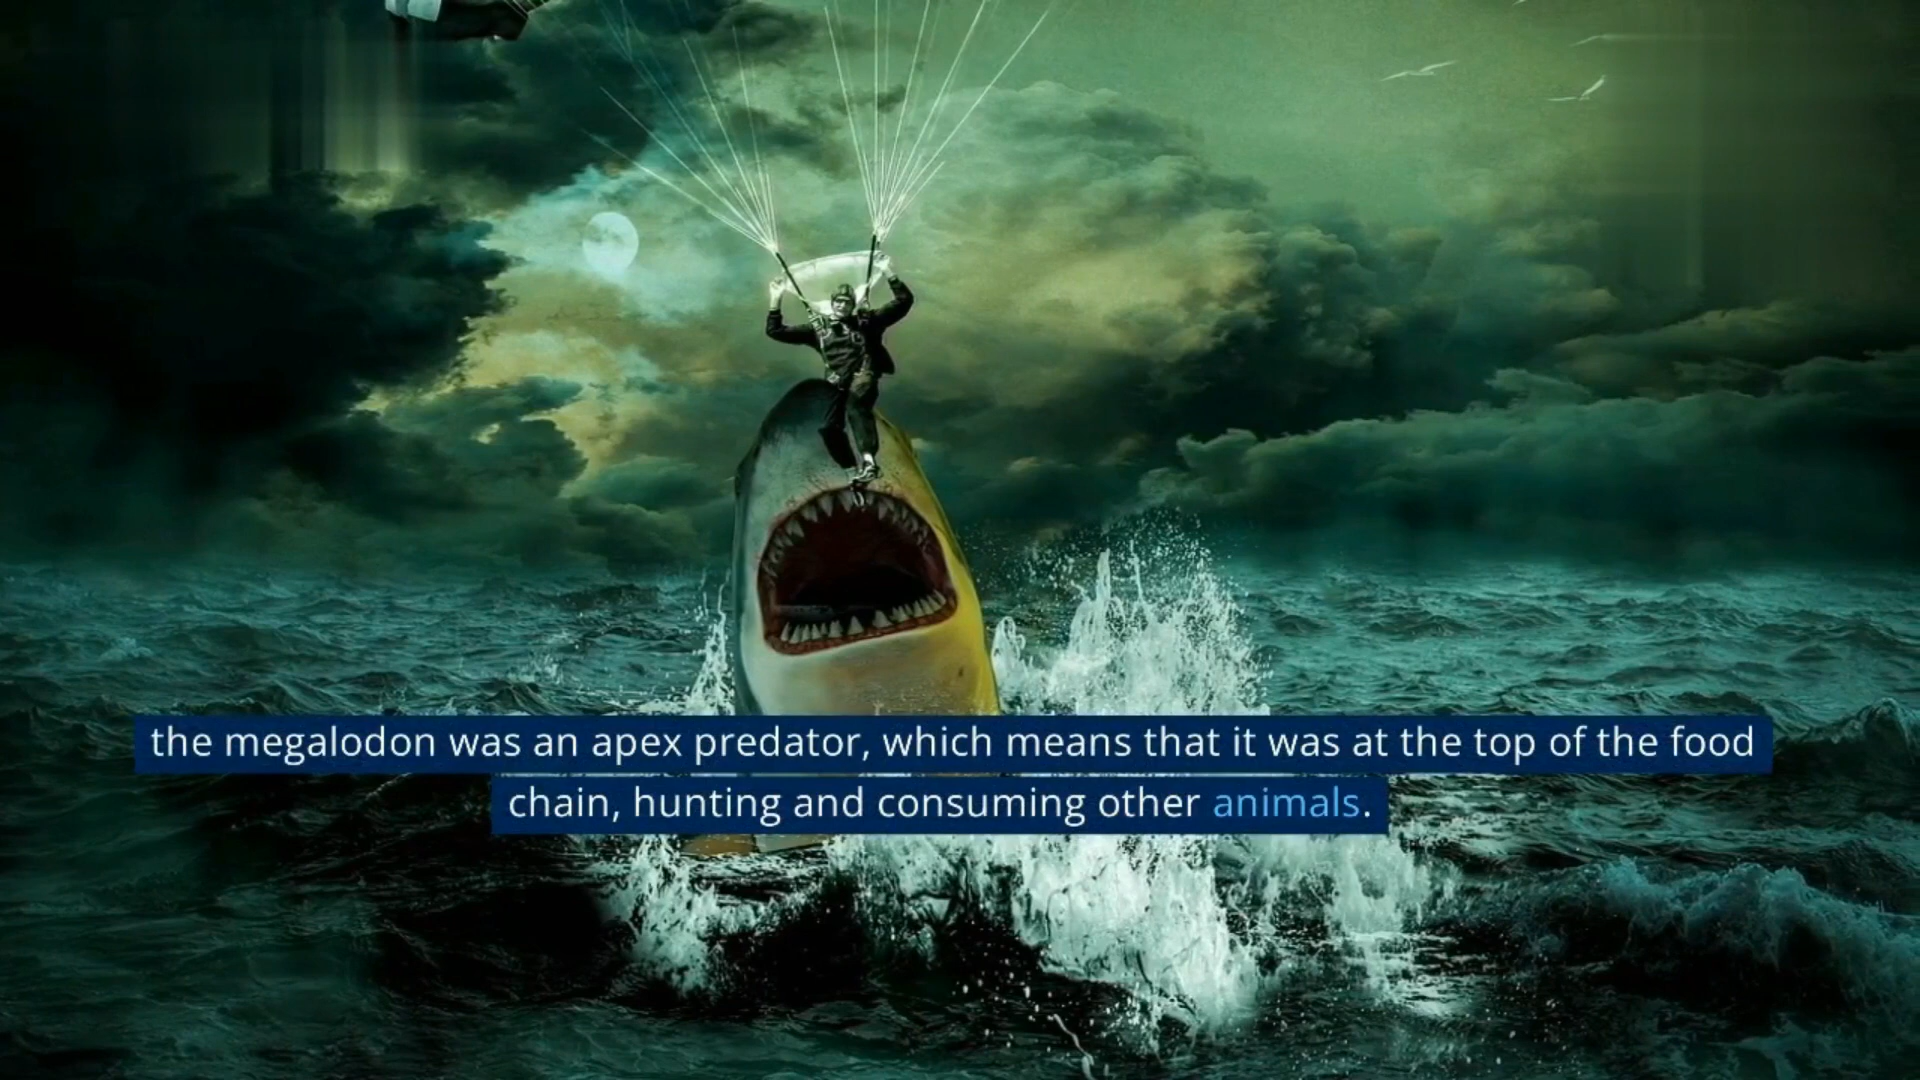 the megalodon was an apex predator, which means that it was at the top of the food
chain, hunting and consuming other animals.